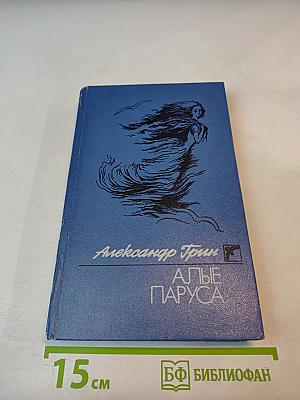 Александр Грин
АЛЫЕ
ПАРУСА
15 см
БФ БИБЛИОФАН